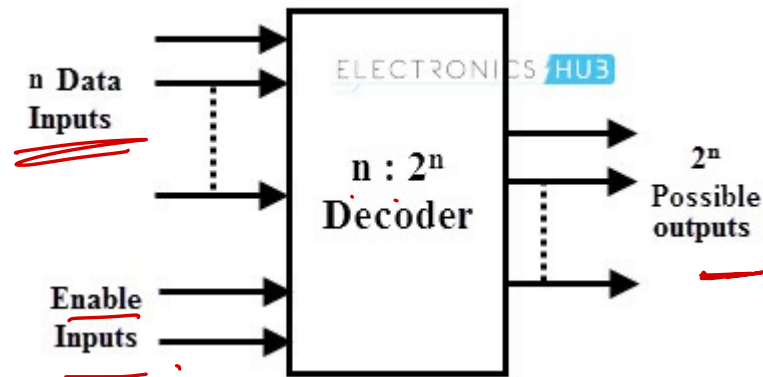 ELECTRONICS HUB
n Data
Inputs
n : 2ⁿ
Decoder
2ⁿ
Possible
outputs
Enable
Inputs